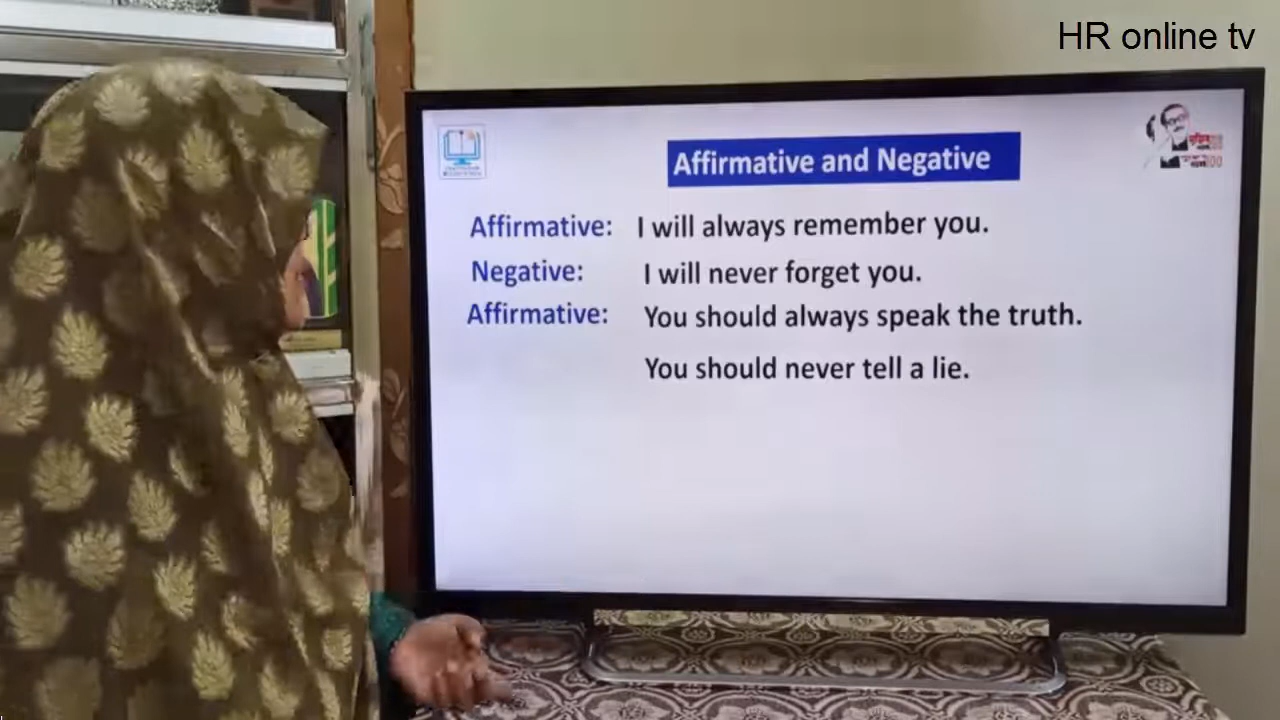 HR online tv
Affirmative and Negative
Affirmative: I will always remember you.
Negative: I will never forget you.
Affirmative: You should always speak the truth.
You should never tell a lie.